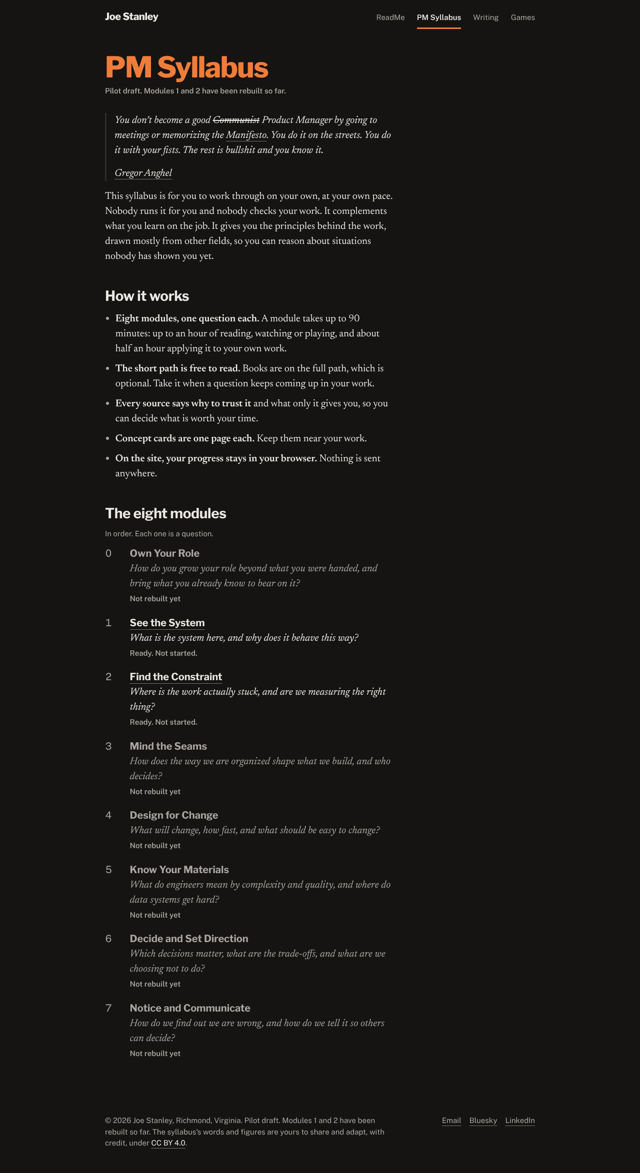 Joe Stanley
ReadMe PM Syllabus Writing Games
PM Syllabus
Pilot draft. Modules 1 and 2 have been rebuilt so far.
You don't become a good Communist Product Manager by going to
meetings or memorizing the Manifesto. You do it on the streets. You do
it with your fists. The rest is bullshit and you know it.
Gregor Anghel
This syllabus is for you to work through on your own, at your own pace.
Nobody runs it for you and nobody checks your work. It complements
what you learn on the job. It gives you the principles behind the work,
drawn mostly from other fields, so you can reason about situations
nobody has shown you yet.
How it works
• Eight modules, one question each. A module takes up to 90
minutes: up to an hour of reading, watching or playing, and about
half an hour applying it to your own work.
• The short path is free to read. Books are on the full path, which is
optional. Take it when a question keeps coming up in your work.
• Every source says why to trust it and what only it gives you, so you
can decide what is worth your time.
• Concept cards are one page each. Keep them near your work.
• On the site, your progress stays in your browser. Nothing is sent
anywhere.
The eight modules
In order. Each one is a question.
0 Own Your Role
How do you grow your role beyond what you were handed, and
bring what you already know to bear on it?
Not rebuilt yet
1 See the System
What is the system here, and why does it behave this way?
Ready. Not started.
2 Find the Constraint
Where is the work actually stuck, and are we measuring the right
thing?
Ready. Not started.
3 Mind the Seams
How does the way we are organized shape what we build, and who
decides?
Not rebuilt yet
4 Design for Change
What will change, how fast, and what should be easy to change?
Not rebuilt yet
5 Know Your Materials
What do engineers mean by complexity and quality, and where do
data systems get hard?
Not rebuilt yet
6 Decide and Set Direction
Which decisions matter, what are the trade-offs, and what are we
choosing not to do?
Not rebuilt yet
7 Notice and Communicate
How do we find out we are wrong, and how do we tell it so others
can decide?
Not rebuilt yet
© 2026 Joe Stanley, Richmond, Virginia. Pilot draft. Modules 1 and 2 have been
rebuilt so far. The syllabus's words and figures are yours to share and adapt, with
credit, under CC BY 4.0.
Email Bluesky LinkedIn